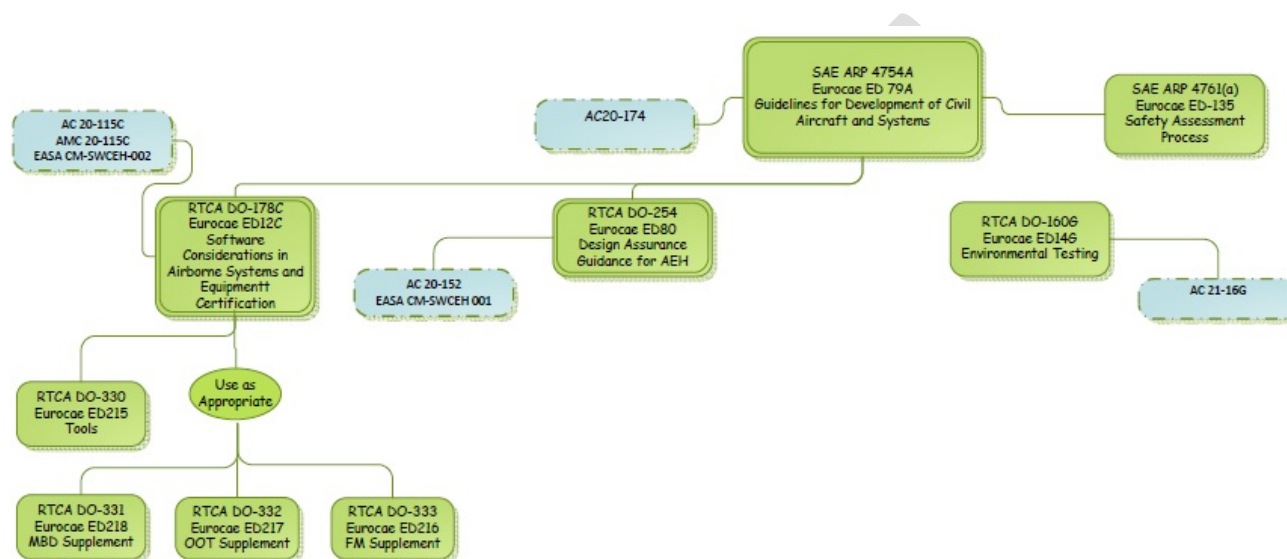 SAE ARP 4754A
Eurocae ED 79A
Guidelines for Development of Civil
Aircraft and Systems
SAE ARP 4761(a)
Eurocae ED-135
Safety Assessment
Process
AC20-174
AC 20-115C
AMC 20-115C
EASA CM-SWCEH-002
RTCA DO-178C
Eurocae ED12C
Software
Considerations in
Airborne Systems and
Equipmentt
Certification
RTCA DO-254
Eurocae ED80
Design Assurance
Guidance for AEH
RTCA DO-160G
Eurocae ED14G
Environmental Testing
AC 20-152
EASA CM-SWCEH 001
AC 21-16G
RTCA DO-330
Eurocae ED215
Tools
Use as
Appropriate
RTCA DO-331
Eurocae ED218
MBD Supplement
RTCA DO-332
Eurocae ED217
OOT Supplement
RTCA DO-333
Eurocae ED216
FM Supplement